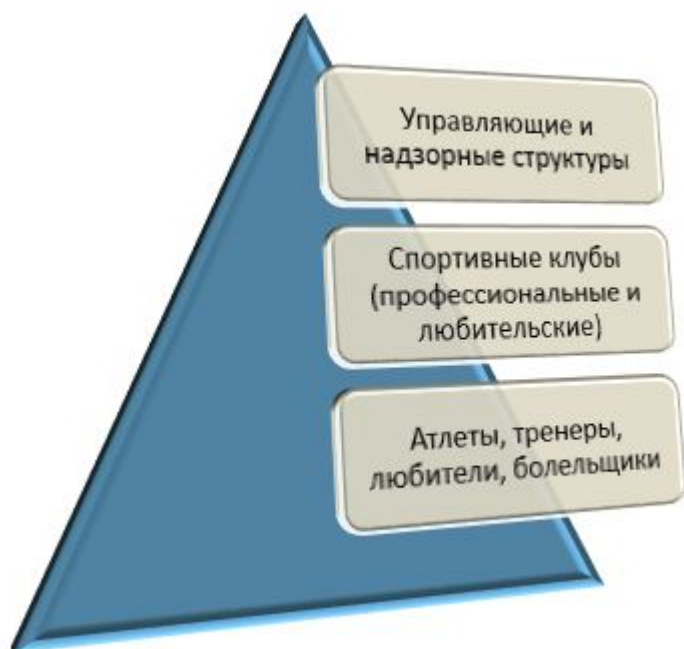 Управляющие и
надзорные структуры
Спортивные клубы
(профессиональные и
любительские)
Атлеты, тренеры,
любители, болельщики